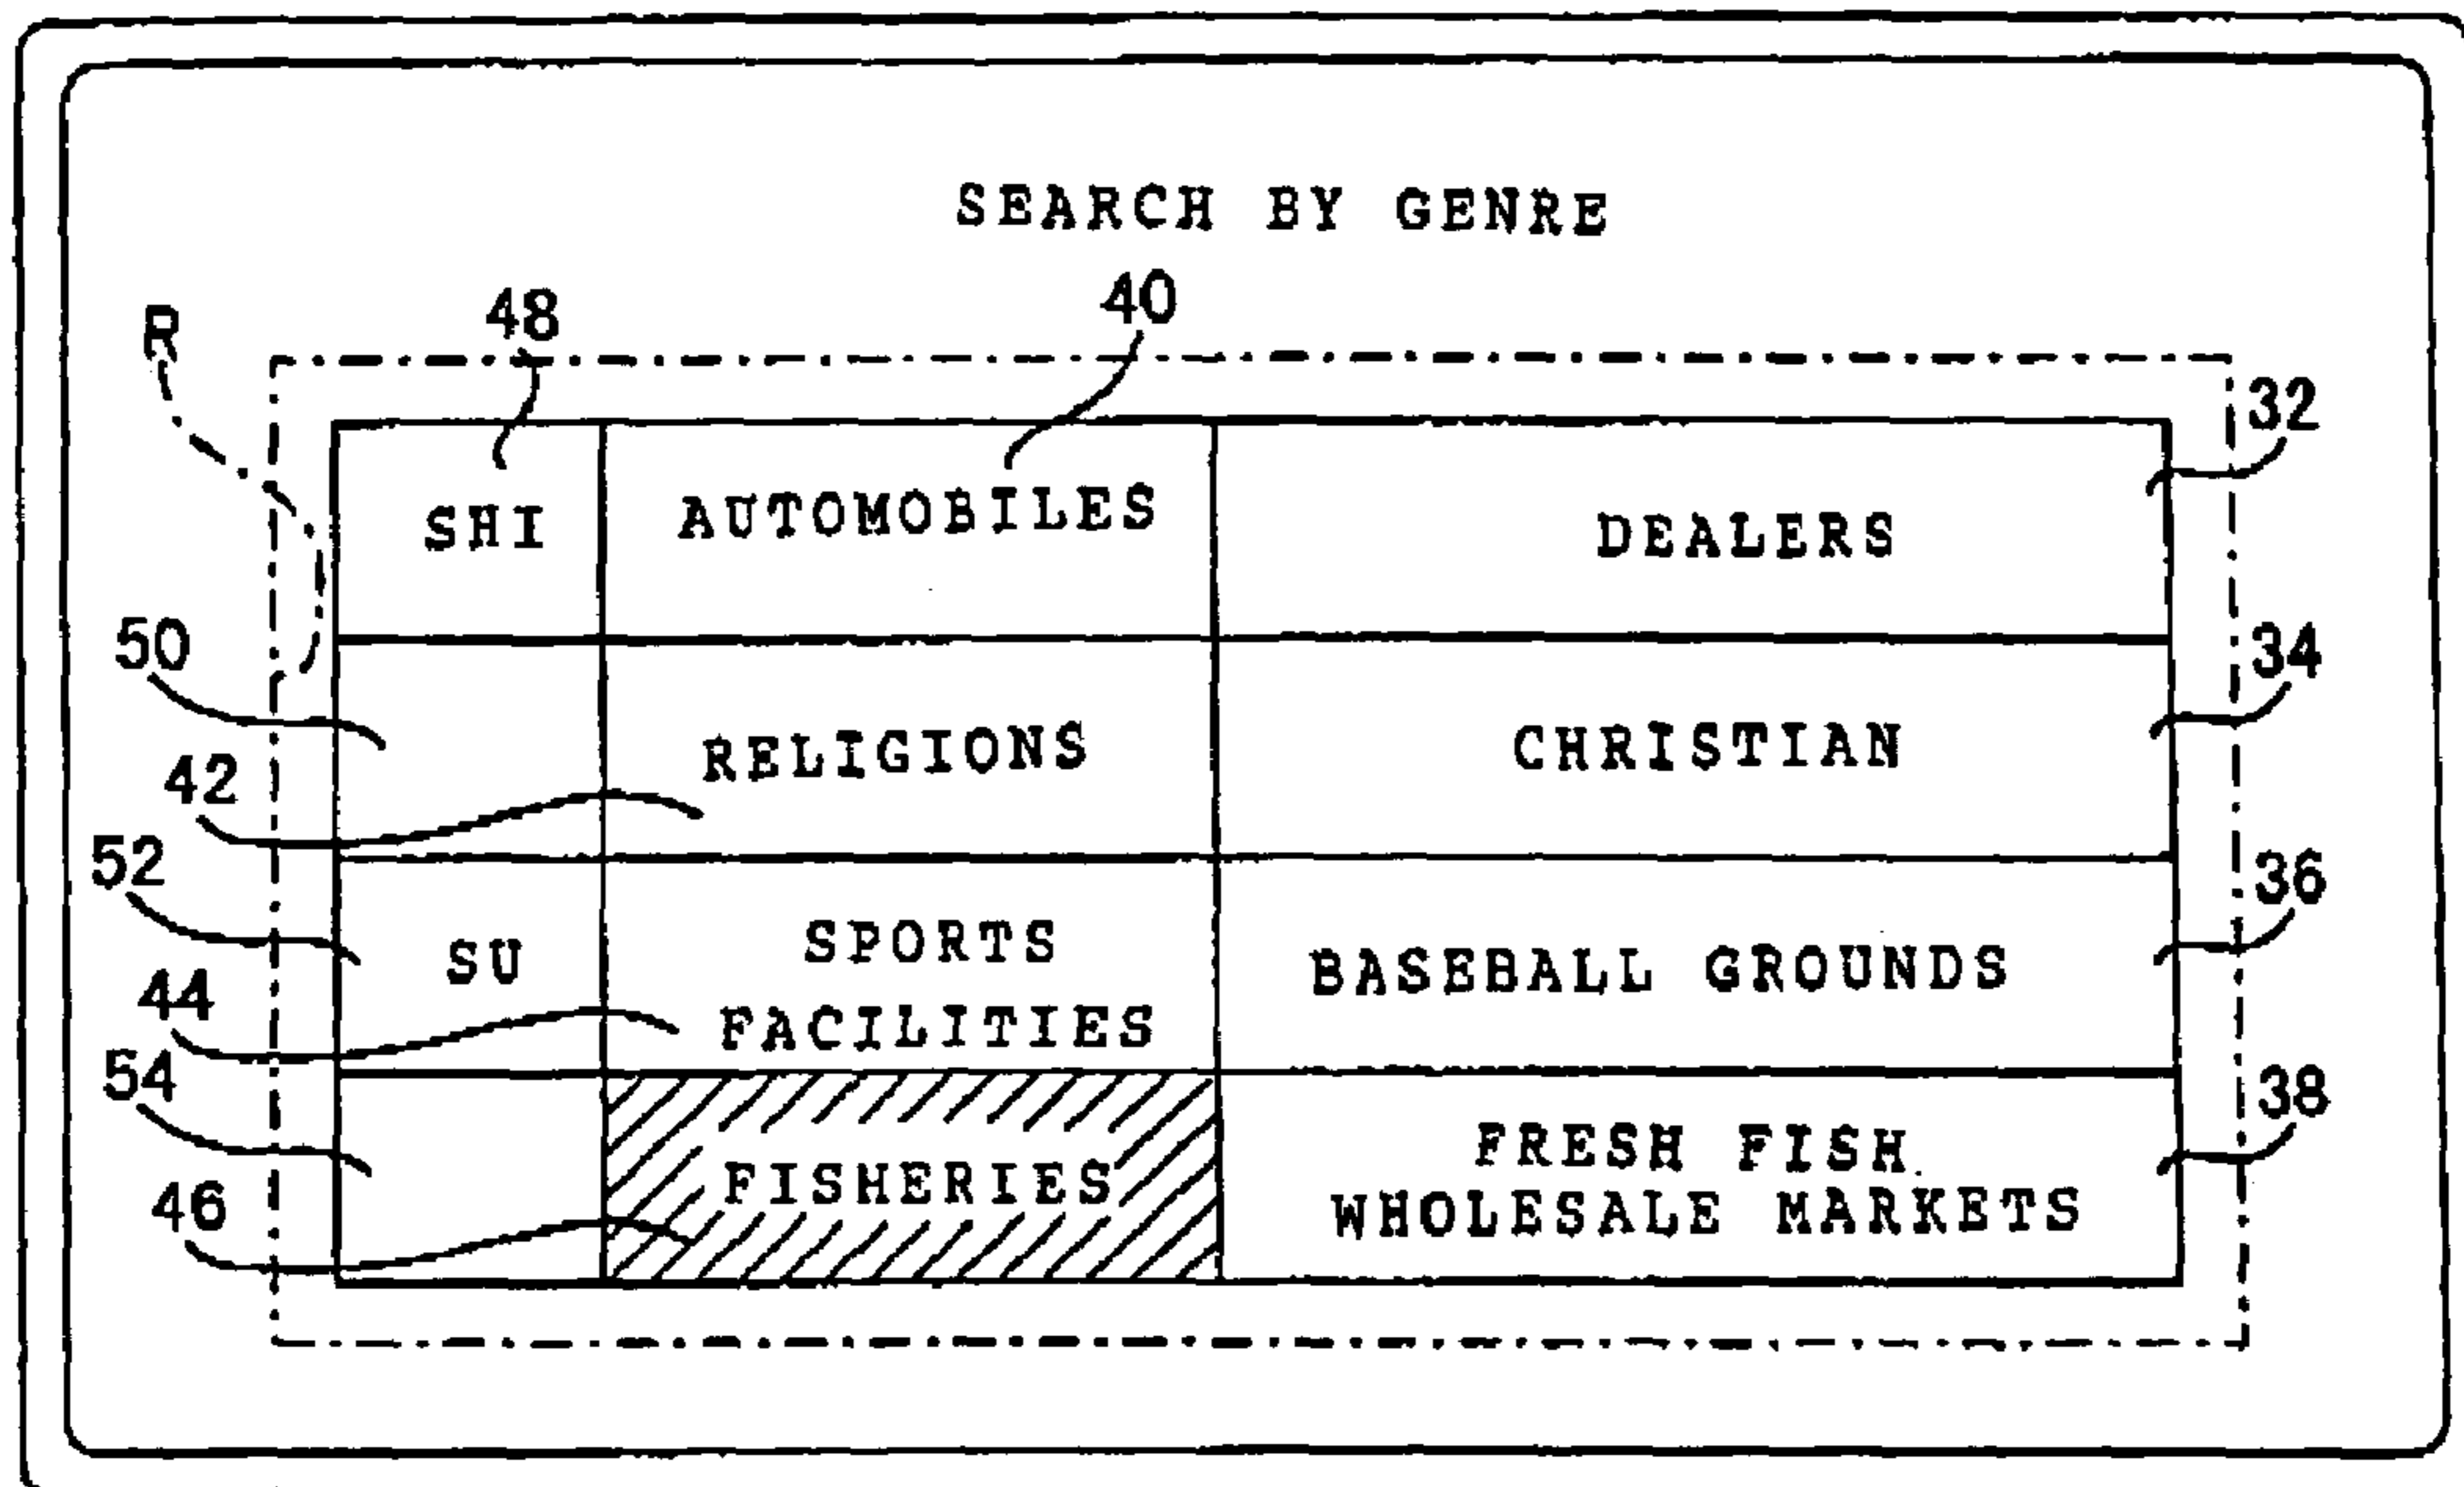 SEARCH BY GENRE
R
48
40
32
SHI
AUTOMOBILES
DEALERS
50
34
RELIGIONS
CHRISTIAN
42
52
36
SU
SPORTS
FACILITIES
BASEBALL GROUNDS
44
54
38
FISHERIES
FRESH FISH
WHOLESALE MARKETS
46